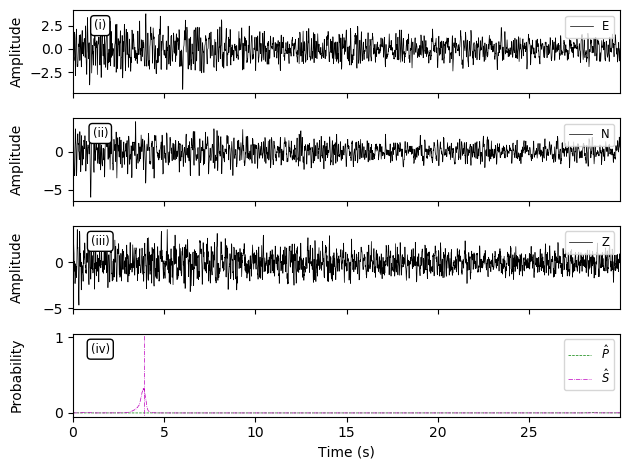 Amplitude
2.5
0.0
−2.5
(i)
E
Amplitude
0
−5
(ii)
N
Amplitude
0
−5
(iii)
Z
Probability
1
0
(iv)
P̂
Ŝ
0
5
10
15
20
25
Time (s)